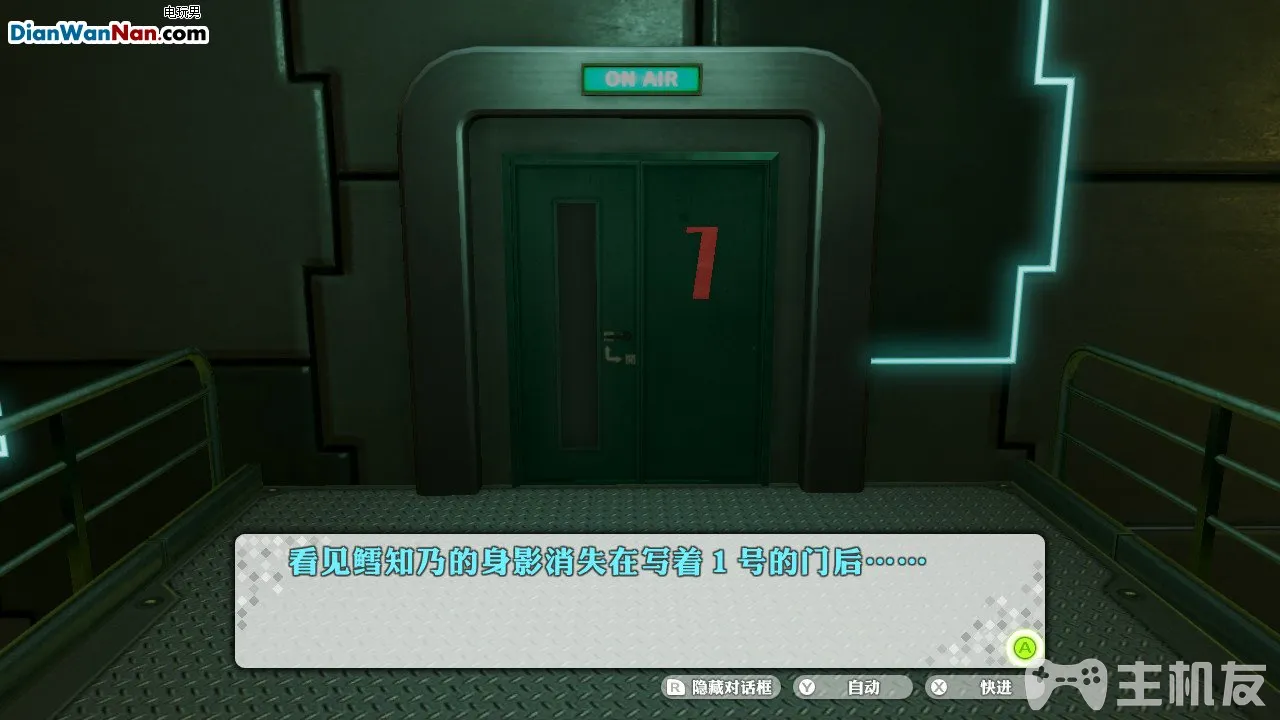 电玩男
DianWanNan.com
ON AIR
1
開
看见鳕知乃的身影消失在写着1号的门后……
A
R 隐藏对话框 Y 自动 X 快进
主机友